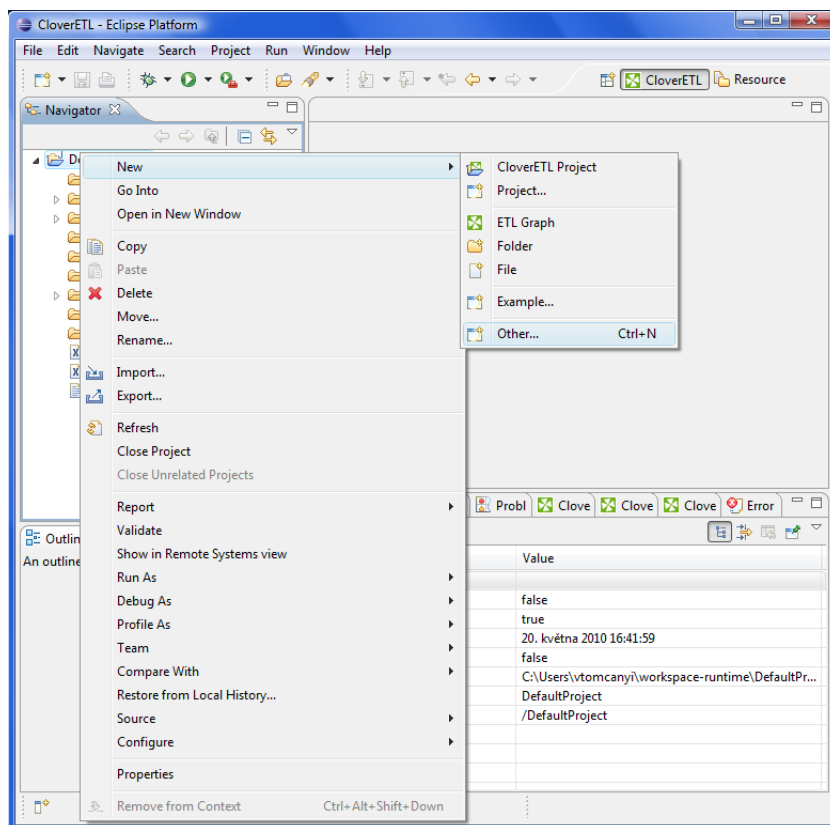 CloverETL - Eclipse Platform
File Edit Navigate Search Project Run Window Help
CloverETL Resource
Navigator
New
Go Into
Open in New Window
Copy
Paste
Delete
Move...
Rename...
Import...
Export...
Refresh
Close Project
Close Unrelated Projects
Report
Validate
Show in Remote Systems view
Run As
Debug As
Profile As
Team
Compare With
Restore from Local History...
Source
Configure
Properties
Remove from Context Ctrl+Alt+Shift+Down
CloverETL Project
Project...
ETL Graph
Folder
File
Example...
Other... Ctrl+N
Probl Clove Clove Clove Error
Outlin
An outline
Value
false
true
20. května 2010 16:41:59
false
C:\Users\vtomcanyi\workspace-runtime\DefaultPr...
DefaultProject
/DefaultProject